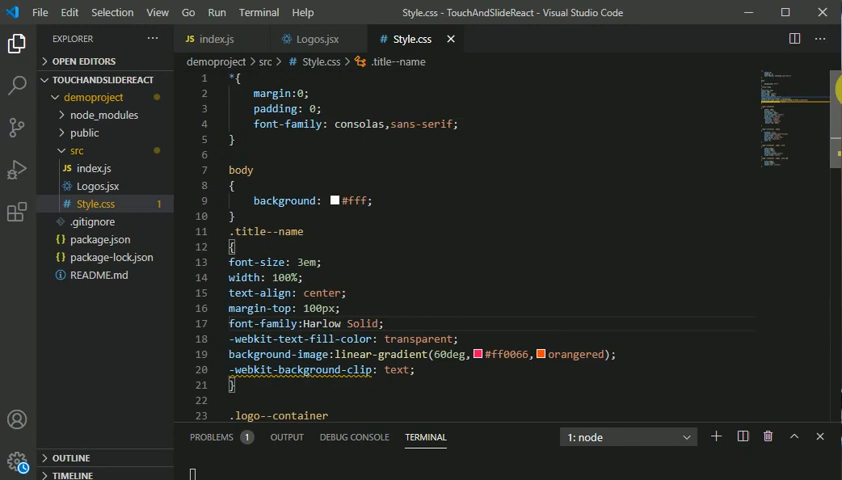 File Edit Selection View Go Run Terminal Help Style.css - TouchAndSlideReact - Visual Studio Code
EXPLORER ...
OPEN EDITORS
TOUCHANDSLIDEREACT
demoproject
node_modules
public
src
JS index.js
Logos.jsx
# Style.css 1
.gitignore
{} package.json
{} package-lock.json
README.md
OUTLINE
TIMELINE
JS index.js Logos.jsx # Style.css
demoproject > src > # Style.css > .title--name
1 *{
2 margin:0;
3 padding: 0;
4 font-family: consolas,sans-serif;
5 }
6
7 body
8 {
9 background: #fff;
10 }
11 .title--name
12 {
13 font-size: 3em;
14 width: 100%;
15 text-align: center;
16 margin-top: 100px;
17 font-family:Harlow Solid;
18 -webkit-text-fill-color: transparent;
19 background-image:linear-gradient(60deg,#ff0066,orangered);
20 -webkit-background-clip: text;
21 }
22
23 .logo--container
PROBLEMS 1 OUTPUT DEBUG CONSOLE TERMINAL 1: node